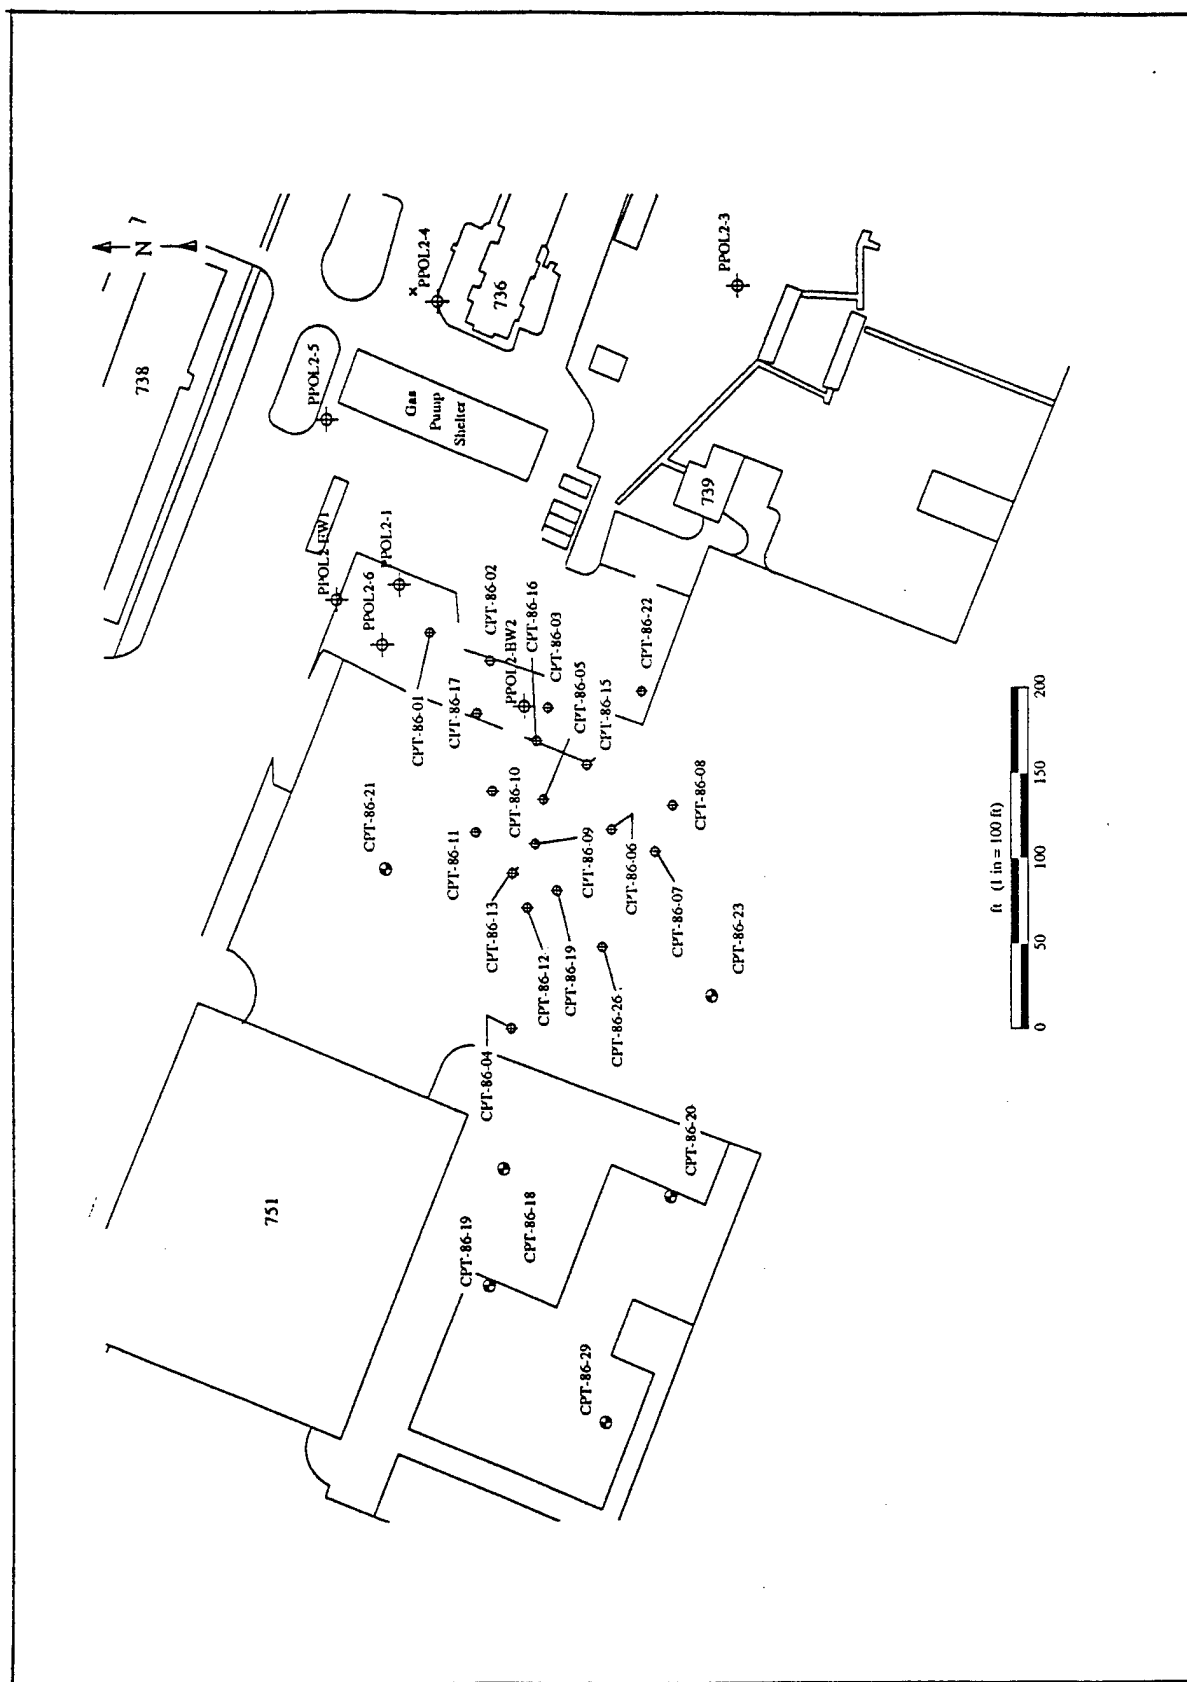 738
7
N
PPOL2-5
PPOL2-4
x
736
Gas
Pump
Shelter
PPOL2-3
739
PPOL2-EW1
PPOL2-6
PPOL2-1
CPT-86-02
PPOL2-EW2
CPT-86-16
CPT-86-03
CPT-86-01
CPT-86-17
CPT-86-05
CPT-86-15
CPT-86-22
CPT-86-21
CPT-86-11
CPT-86-10
CPT-86-09
CPT-86-06
CPT-86-08
CPT-86-07
CPT-86-13
CPT-86-12
CPT-86-19
CPT-86-26
CPT-86-23
CPT-86-04
751
CPT-86-19
CPT-86-18
CPT-86-20
CPT-86-29
ft (1 in = 100 ft)
0 50 100 150 200